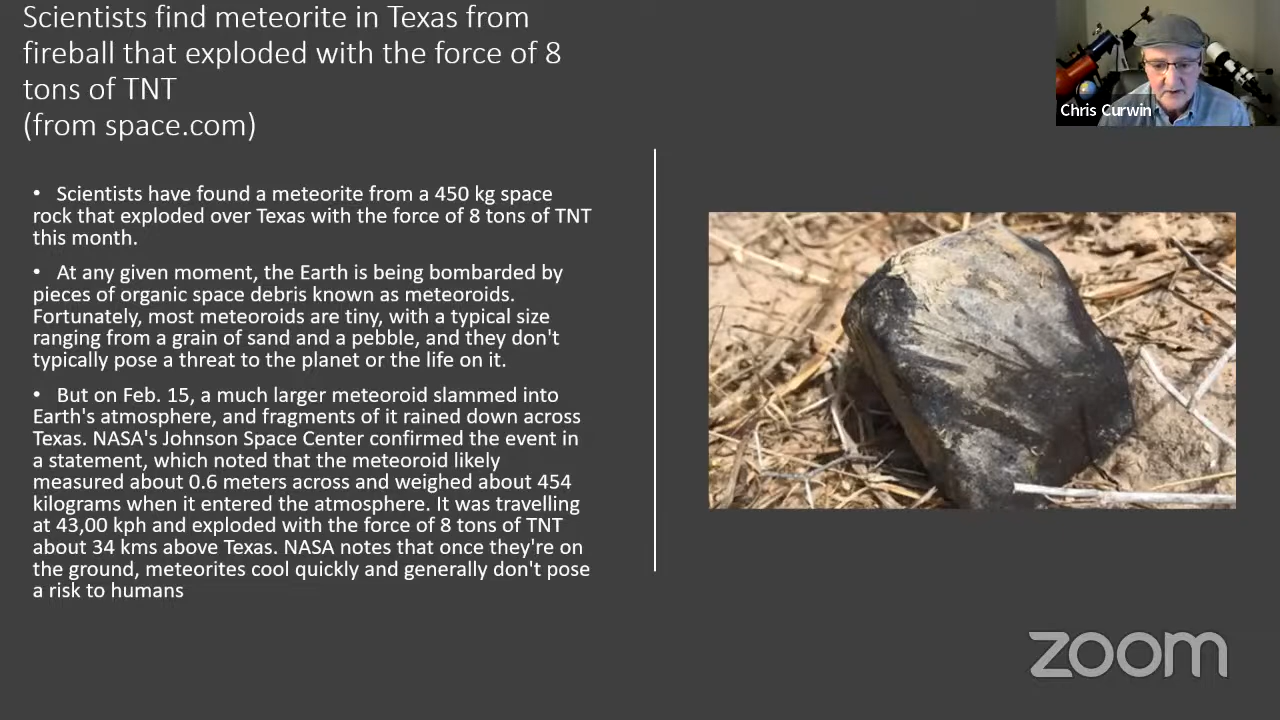 Scientists find meteorite in Texas from
fireball that exploded with the force of 8
tons of TNT
(from space.com)
Chris Curwin
• Scientists have found a meteorite from a 450 kg space
rock that exploded over Texas with the force of 8 tons of TNT
this month.
• At any given moment, the Earth is being bombarded by
pieces of organic space debris known as meteoroids.
Fortunately, most meteoroids are tiny, with a typical size
ranging from a grain of sand and a pebble, and they don't
typically pose a threat to the planet or the life on it.
• But on Feb. 15, a much larger meteoroid slammed into
Earth's atmosphere, and fragments of it rained down across
Texas. NASA's Johnson Space Center confirmed the event in
a statement, which noted that the meteoroid likely
measured about 0.6 meters across and weighed about 454
kilograms when it entered the atmosphere. It was travelling
at 43,00 kph and exploded with the force of 8 tons of TNT
about 34 kms above Texas. NASA notes that once they're on
the ground, meteorites cool quickly and generally don't pose
a risk to humans
zoom